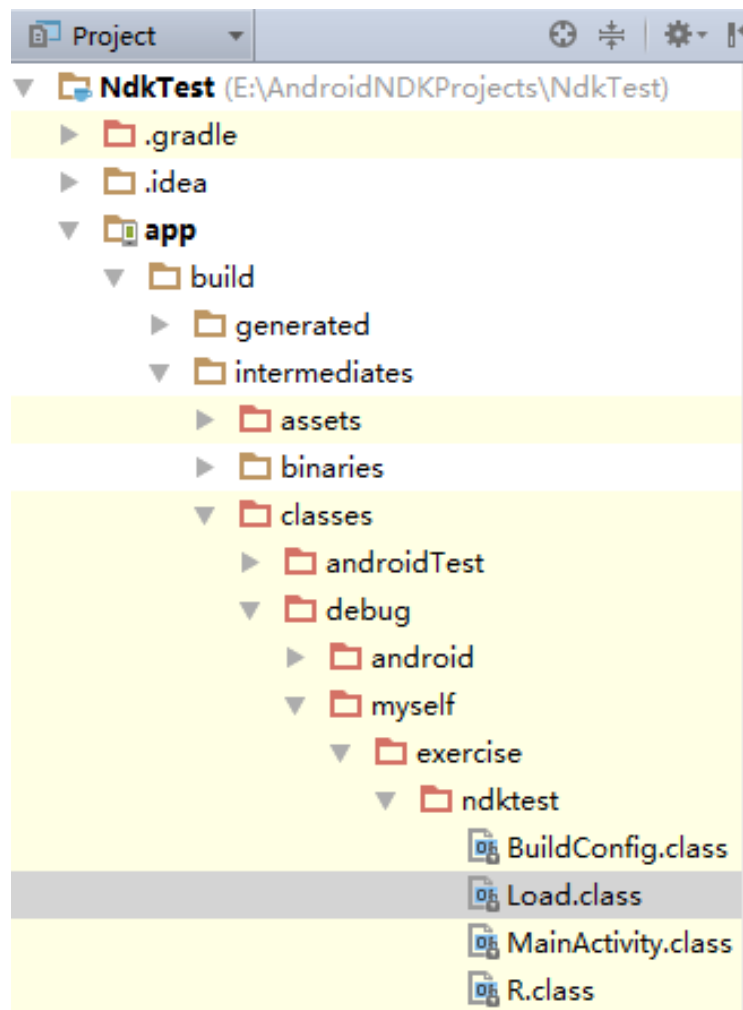 Project
NdkTest (E:\AndroidNDKProjects\NdkTest)
.gradle
.idea
app
build
generated
intermediates
assets
binaries
classes
androidTest
debug
android
myself
exercise
ndktest
BuildConfig.class
Load.class
MainActivity.class
R.class